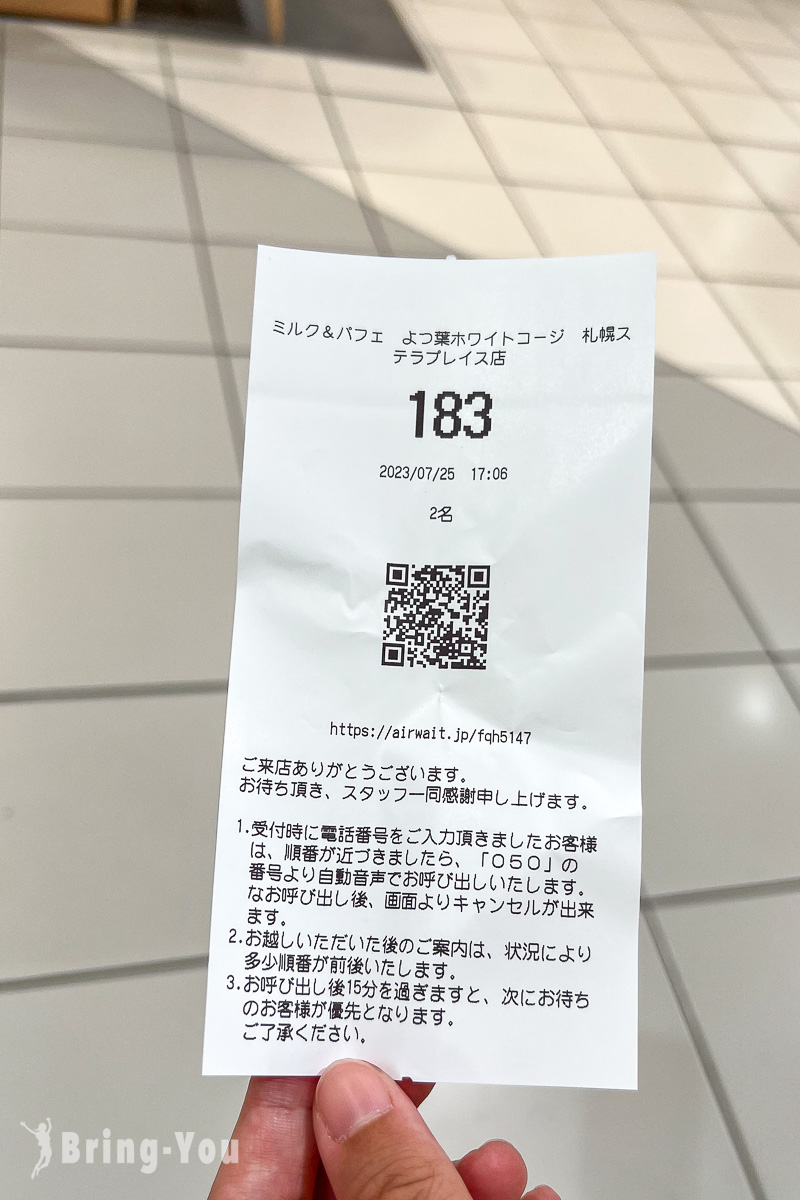 ミルク＆パフェ　よつ葉ホワイトコージ　札幌ス
テラプレイス店
183
2023/07/25 17:06
2名
https://airwait.jp/fqh5147
ご来店ありがとうございます。
お待ち頂き、スタッフ一同感謝申し上げます。
1.受付時に電話番号をご入力頂きましたお客様
は、順番が近づきましたら、「０５０」の
番号より自動音声でお呼び出しいたします。
なお呼び出し後、画面よりキャンセルが出来
ます。
2.お越しいただいた後のご案内は、状況により
多少順番が前後いたします。
3.お呼び出し後15分を過ぎますと、次にお待ち
のお客様が優先となります。
ご了承ください。
Bring-You